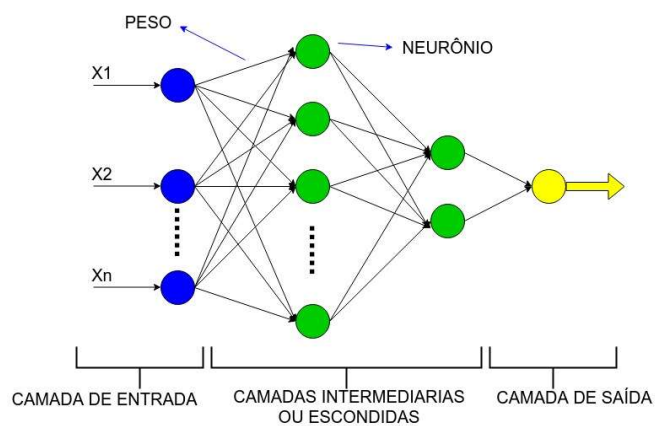 PESO
NEURÔNIO
X1
X2
Xn
CAMADA DE ENTRADA
CAMADAS INTERMEDIARIAS
OU ESCONDIDAS
CAMADA DE SAÍDA